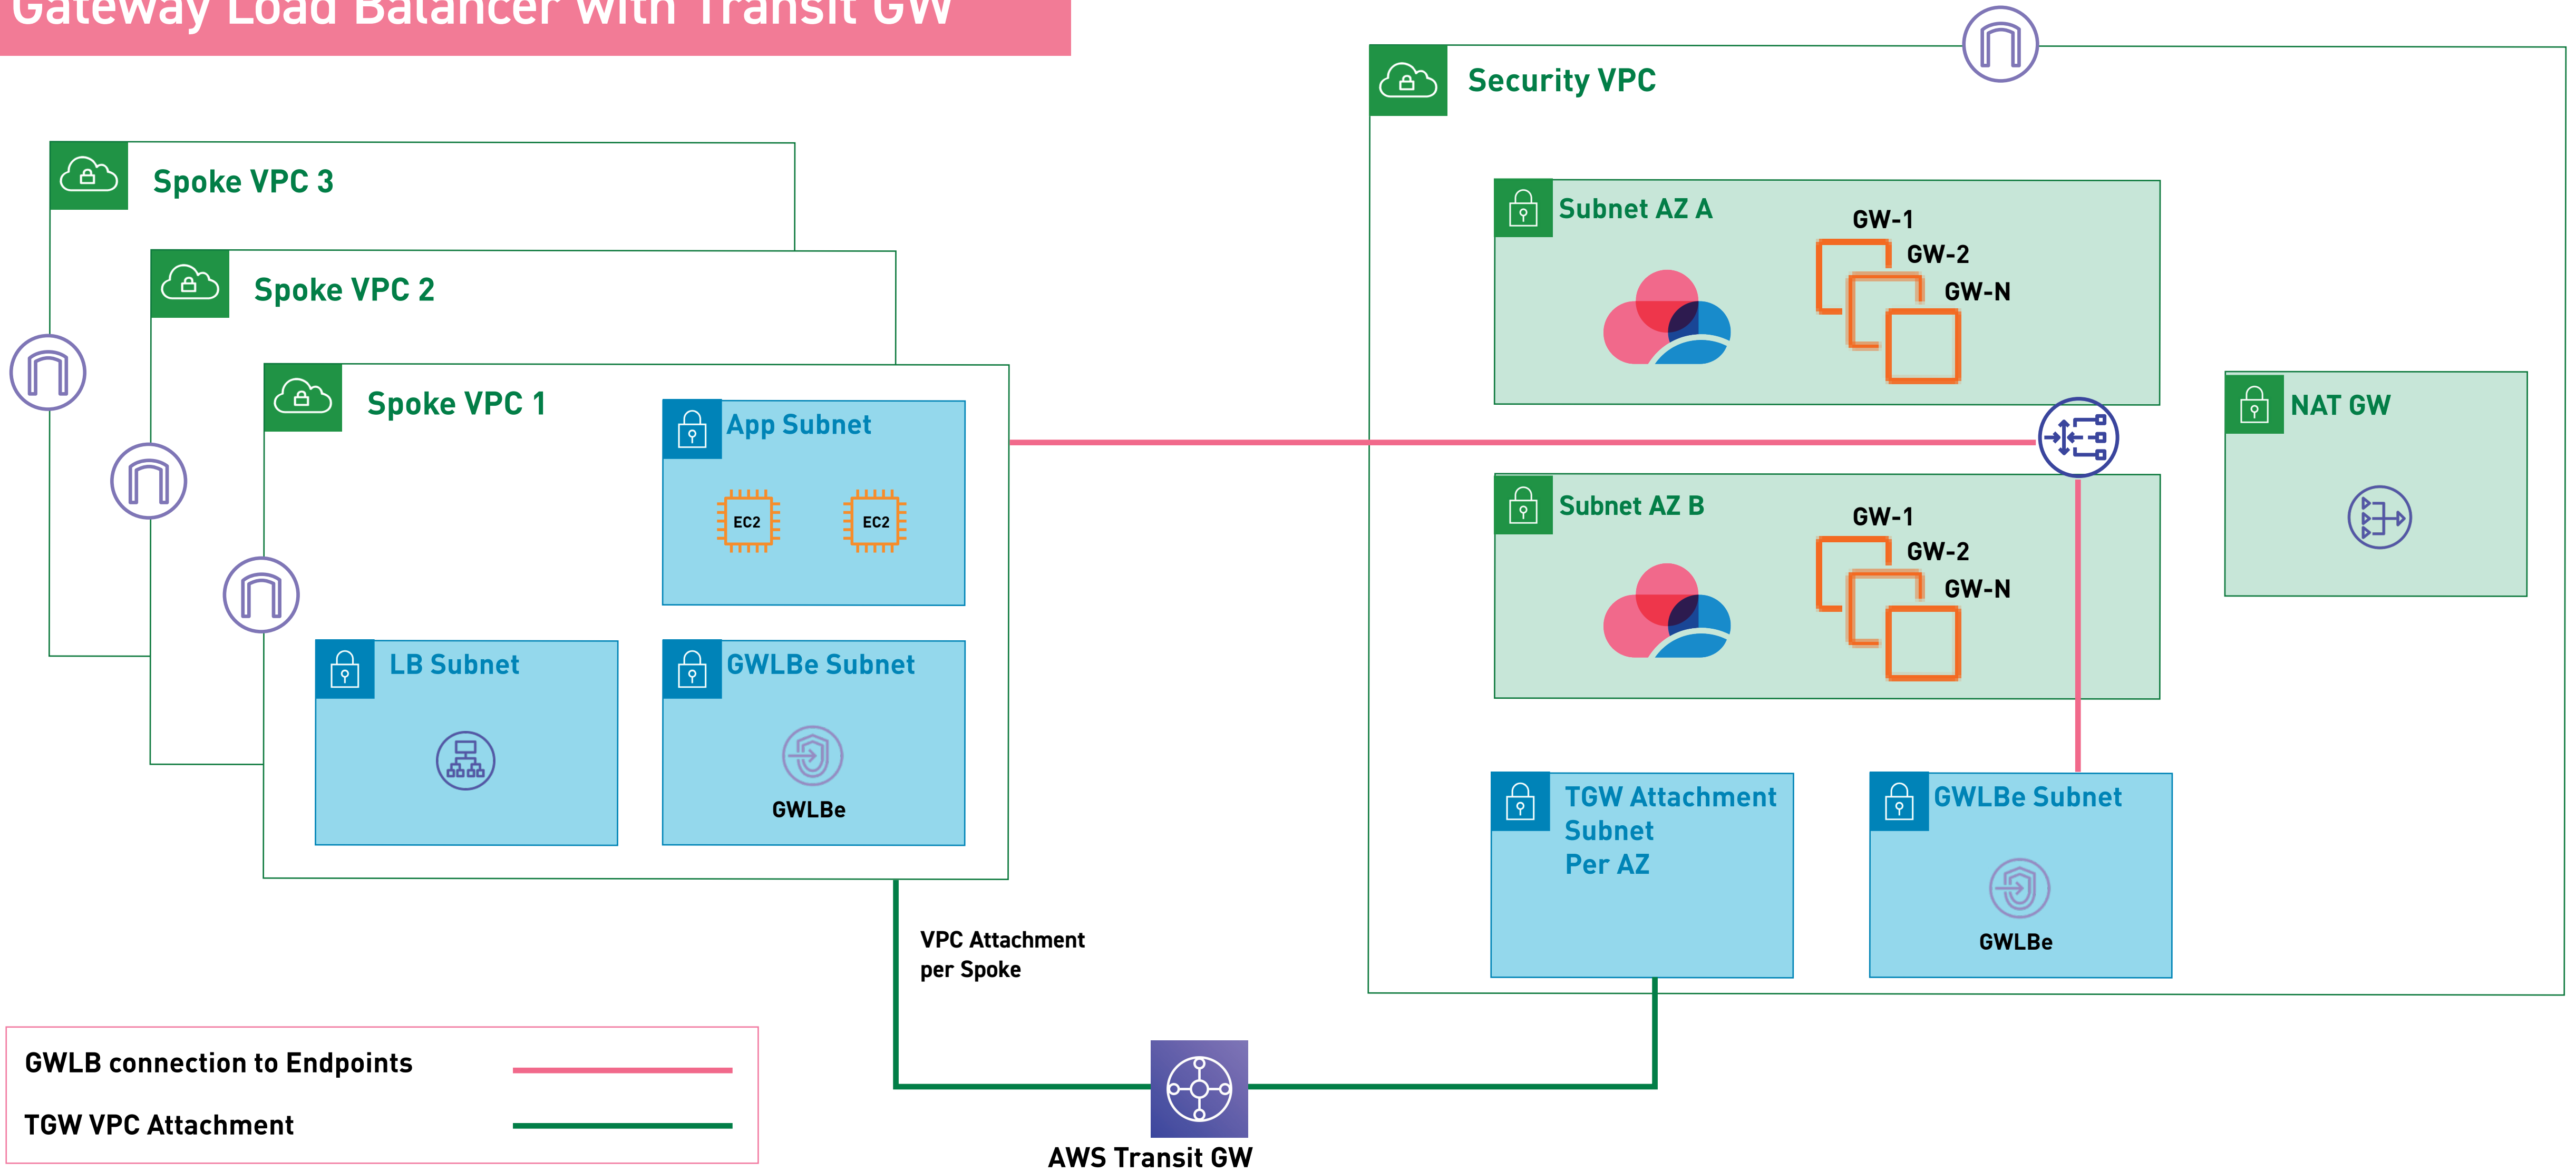 Gateway Load Balancer with Transit GW
Security VPC
Spoke VPC 3
Subnet AZ A
GW-1
GW-2
GW-N
Spoke VPC 2
Spoke VPC 1
App Subnet
EC2
EC2
NAT GW
Subnet AZ B
GW-1
GW-2
GW-N
LB Subnet
GWLBe Subnet
GWLBe
TGW Attachment
Subnet
Per AZ
GWLBe Subnet
GWLBe
VPC Attachment
per Spoke
GWLB connection to Endpoints
TGW VPC Attachment
AWS Transit GW